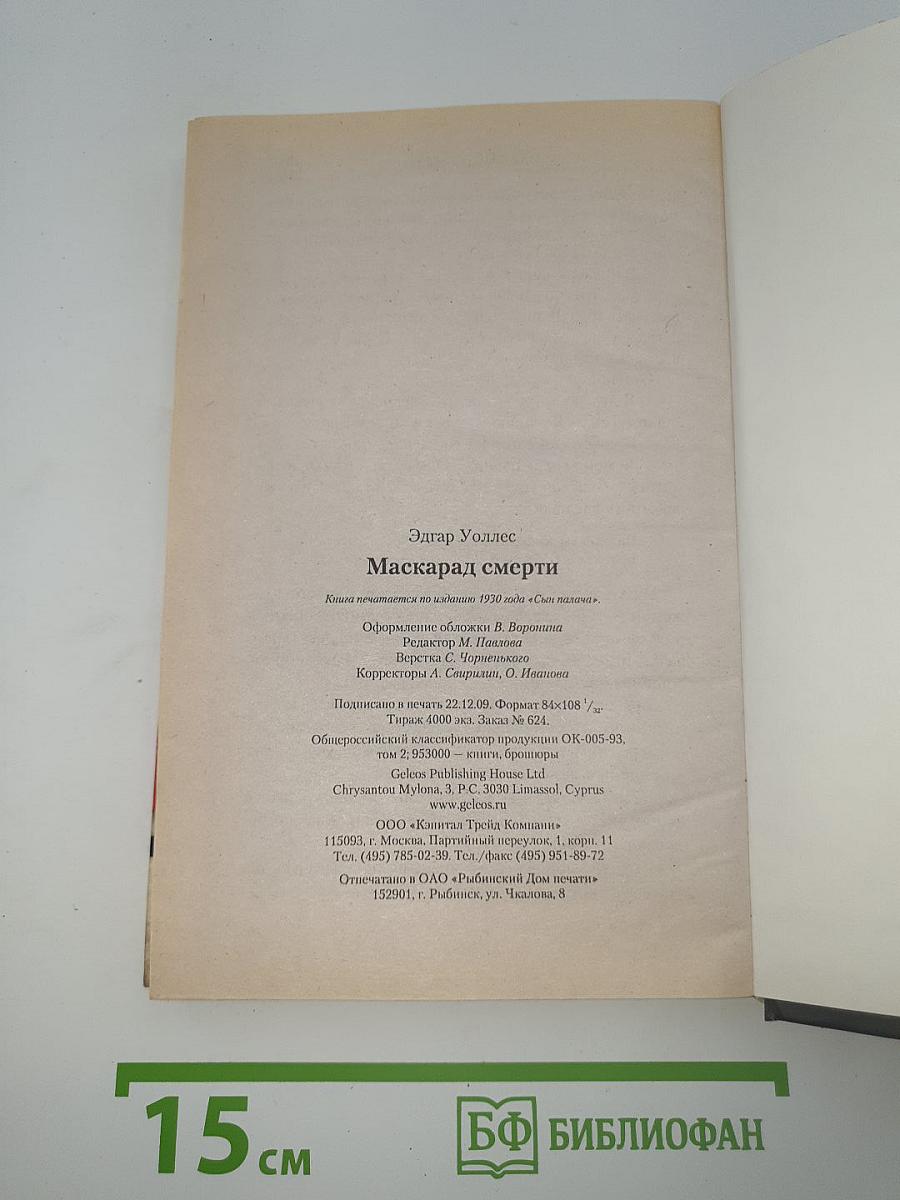 Эдгар Уоллес
Маскарад смерти
Книга печатается по изданию 1930 года «Сын палача».
Оформление обложки В. Воронина
Редактор М. Павлова
Верстка С. Чорненького
Корректоры А. Свирилин, О. Иванова
Подписано в печать 22.12.09. Формат 84×108 1/32.
Тираж 4000 экз. Заказ № 624.
Общероссийский классификатор продукции ОК-005-93,
том 2; 953000 — книги, брошюры
Geleos Publishing House Ltd
Chrysantou Mylona, 3, P.C. 3030 Limassol, Cyprus
www.geleos.ru
ООО «Кэпитал Трейд Компани»
115093, г. Москва, Партийный переулок, 1, корп. 11
Тел. (495) 785-02-39. Тел./факс (495) 951-89-72
Отпечатано в ОАО «Рыбинский Дом печати»
152901, г. Рыбинск, ул. Чкалова, 8
15 см
БФ БИБЛИОФАН